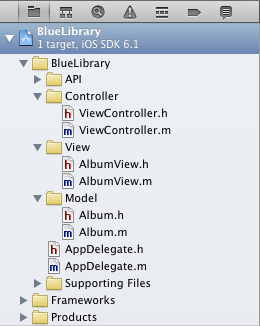 BlueLibrary
1 target, iOS SDK 6.1
BlueLibrary
API
Controller
h ViewController.h
m ViewController.m
View
h AlbumView.h
m AlbumView.m
Model
h Album.h
m Album.m
h AppDelegate.h
m AppDelegate.m
Supporting Files
Frameworks
Products